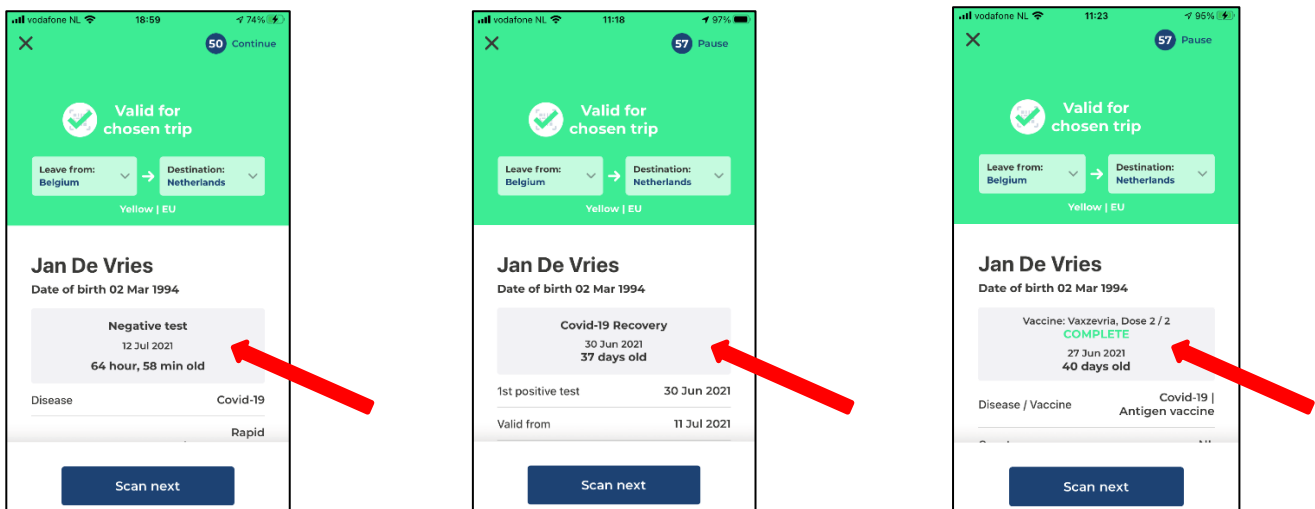 vodafone NL 18:59 74%
50 Continue
Valid for
chosen trip
Leave from:
Belgium
Destination:
Netherlands
Yellow | EU
Jan De Vries
Date of birth 02 Mar 1994
Negative test
12 Jul 2021
64 hour, 58 min old
Disease Covid-19
Rapid
Scan next
vodafone NL 11:18 97%
57 Pause
Valid for
chosen trip
Leave from:
Belgium
Destination:
Netherlands
Yellow | EU
Jan De Vries
Date of birth 02 Mar 1994
Covid-19 Recovery
30 Jun 2021
37 days old
1st positive test 30 Jun 2021
Valid from 11 Jul 2021
Scan next
vodafone NL 11:23 95%
57 Pause
Valid for
chosen trip
Leave from:
Belgium
Destination:
Netherlands
Yellow | EU
Jan De Vries
Date of birth 02 Mar 1994
Vaccine: Vaxzevria, Dose 2 / 2
COMPLETE
27 Jun 2021
40 days old
Disease / Vaccine Covid-19 |
Antigen vaccine
Scan next